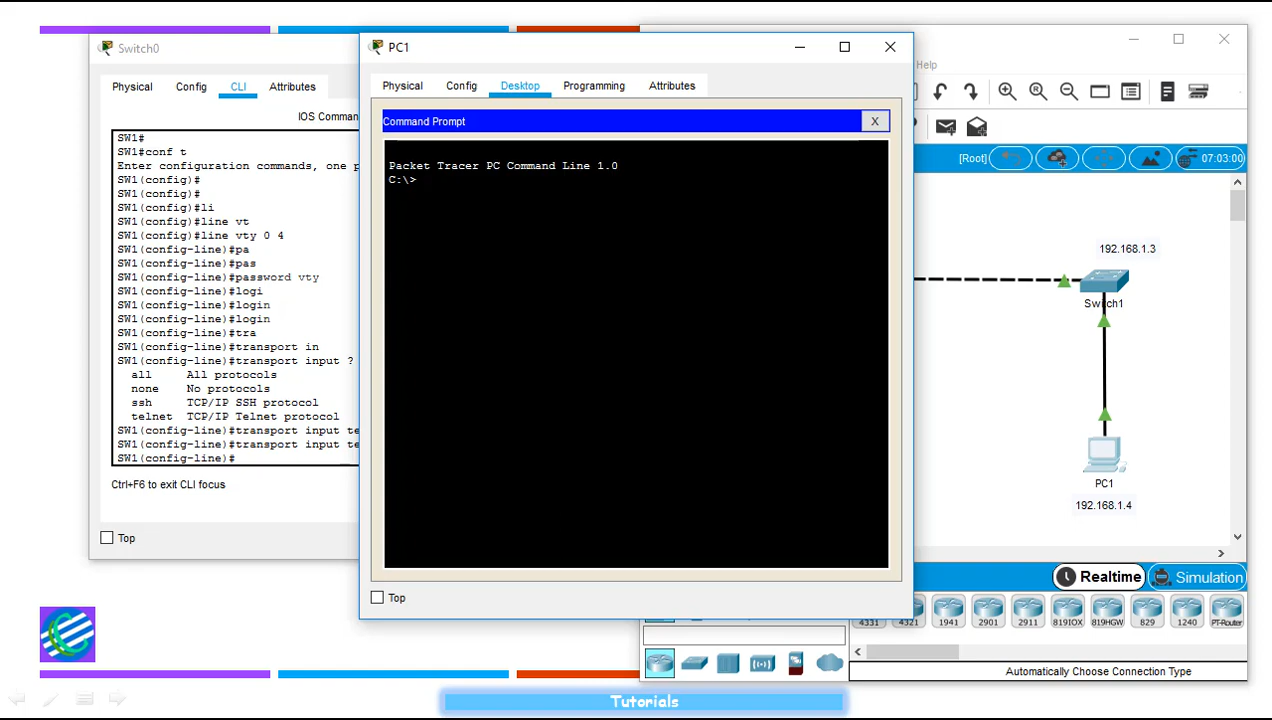 Switch0
Physical Config CLI Attributes
IOS Comman
SW1#
SW1#conf t
Enter configuration commands, one p
SW1(config)#
SW1(config)#
SW1(config)#li
SW1(config)#line vt
SW1(config)#line vty 0 4
SW1(config-line)#pa
SW1(config-line)#pas
SW1(config-line)#password vty
SW1(config-line)#logi
SW1(config-line)#login
SW1(config-line)#login
SW1(config-line)#tra
SW1(config-line)#transport in
SW1(config-line)#transport input ?
all All protocols
none No protocols
ssh TCP/IP SSH protocol
telnet TCP/IP Telnet protocol
SW1(config-line)#transport input te
SW1(config-line)#transport input te
SW1(config-line)#
Ctrl+F6 to exit CLI focus
Top
PC1
Physical Config Desktop Programming Attributes
Command Prompt X
Packet Tracer PC Command Line 1.0
C:\>
Top
Help
[Root] 07:03:00
192.168.1.3
Switch1
PC1
192.168.1.4
Realtime Simulation
4331 4321 1941 2901 2911 819IOX 819HGW 829 1240 PT-Router
Automatically Choose Connection Type
Tutorials